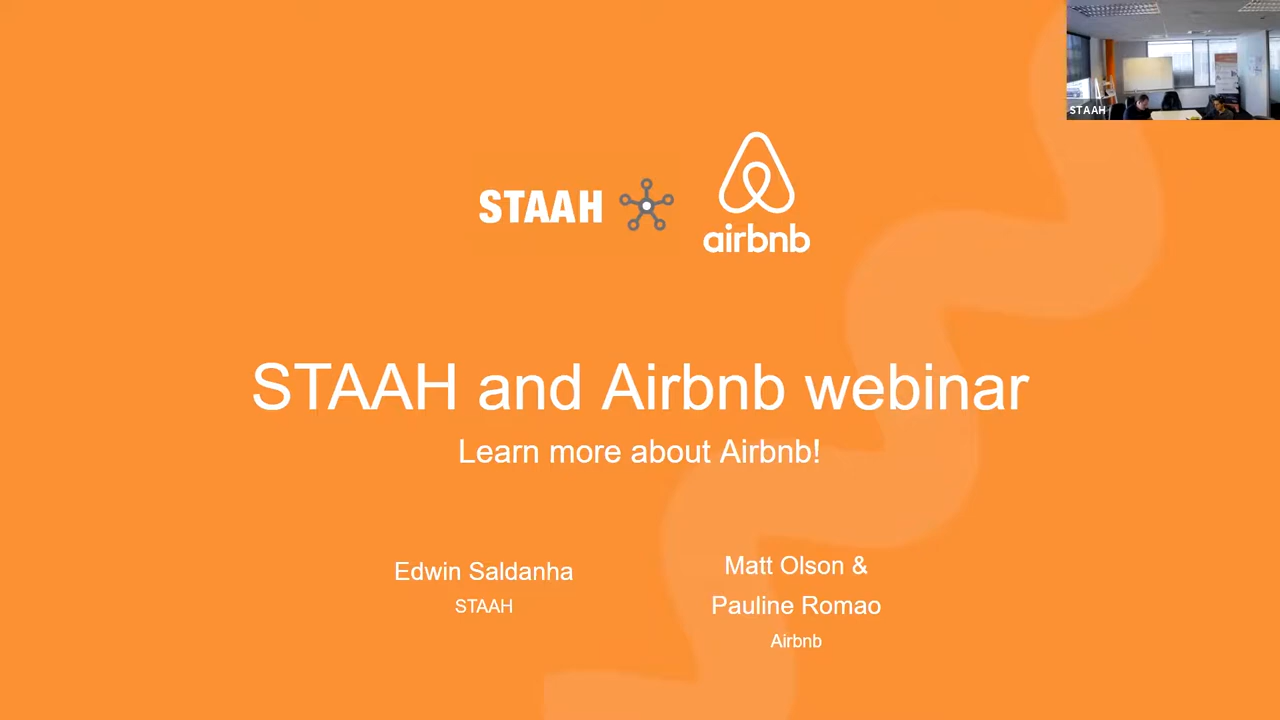 STAAH
STAAH
airbnb
STAAH and Airbnb webinar
Learn more about Airbnb!
Edwin Saldanha
STAAH
Matt Olson &
Pauline Romao
Airbnb